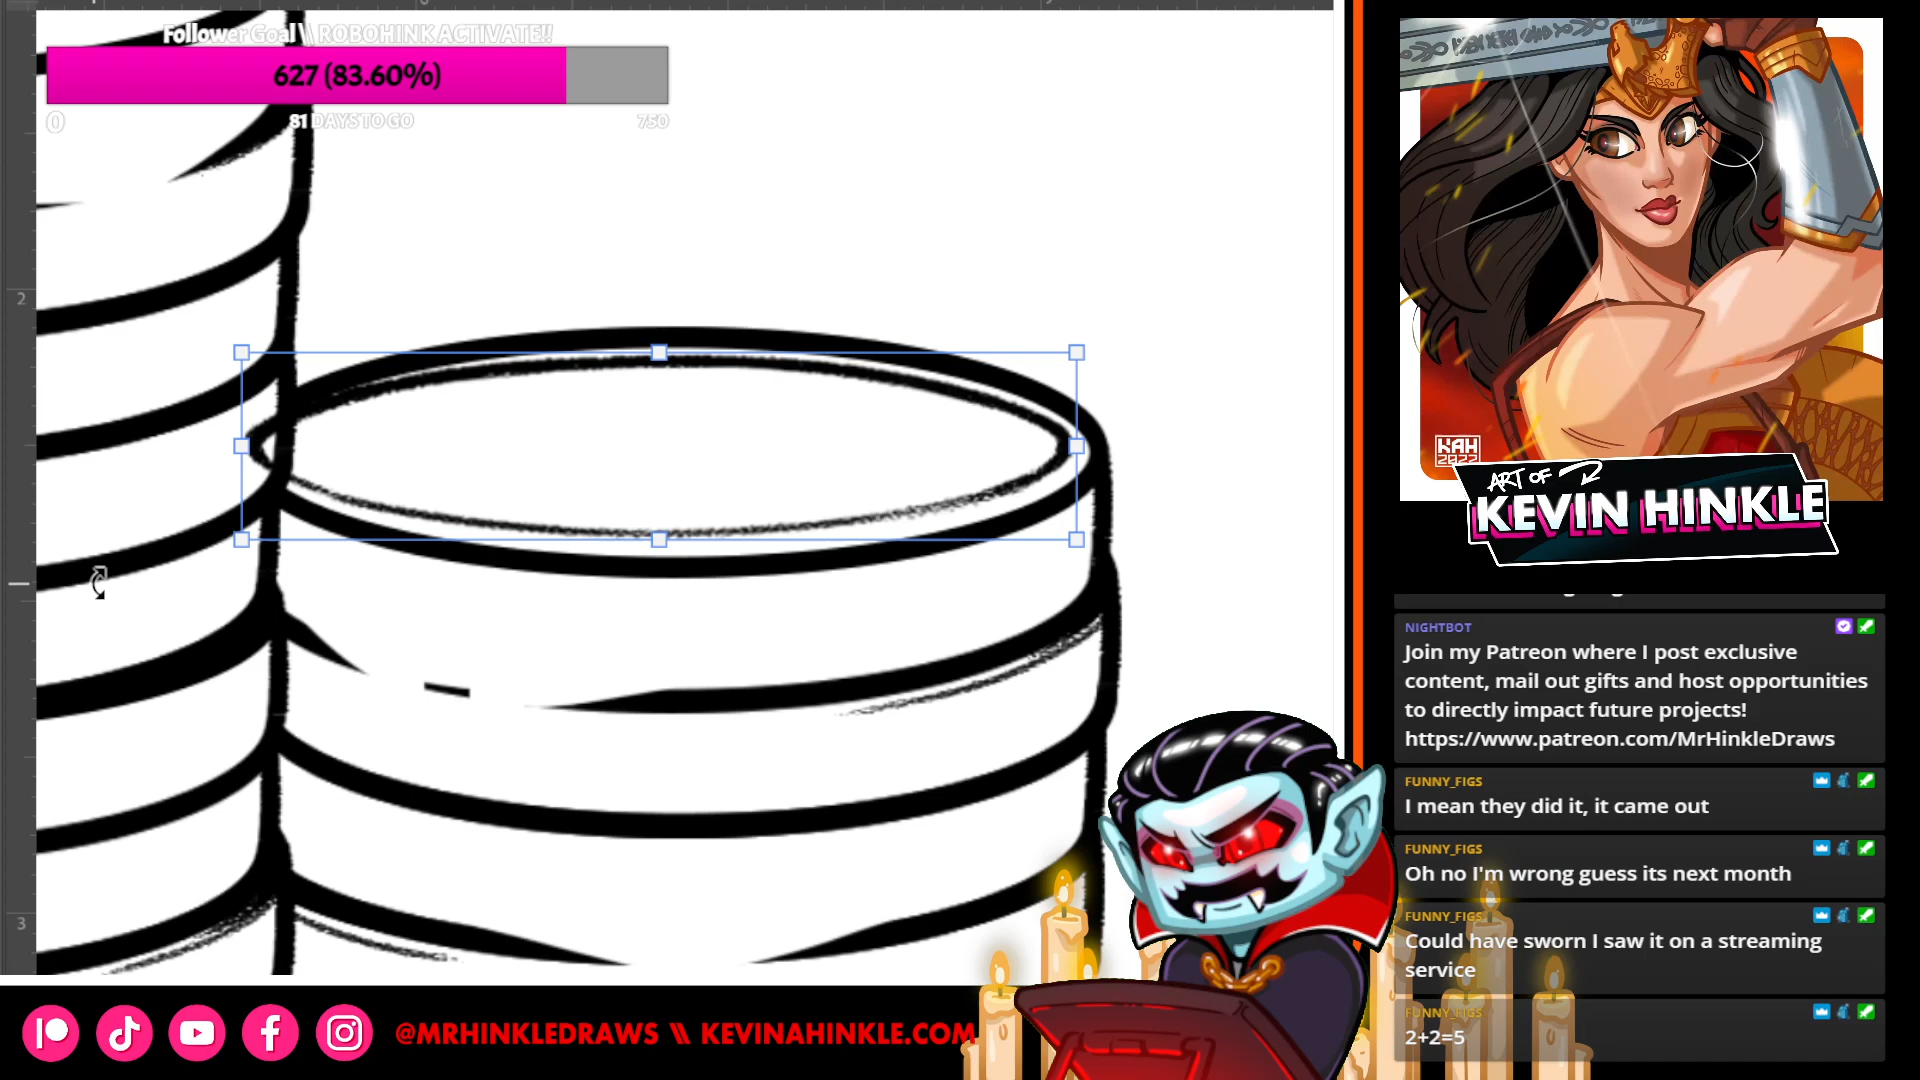 Follower Goal \\ ROBOHINK ACTIVATE!!
627 (83.60%)
0
81 DAYS TO GO
750
2
3
KAH
2022
ART OF
KEVIN HINKLE
NIGHTBOT
Join my Patreon where I post exclusive
content, mail out gifts and host opportunities
to directly impact future projects!
https://www.patreon.com/MrHinkleDraws
FUNNY_FIGS
I mean they did it, it came out
FUNNY_FIGS
Oh no I'm wrong guess its next month
FUNNY_FIGS
Could have sworn I saw it on a streaming
service
FUNNY_FIGS
2+2=5
@MRHINKLEDRAWS \\ KEVINAHINKLE.COM